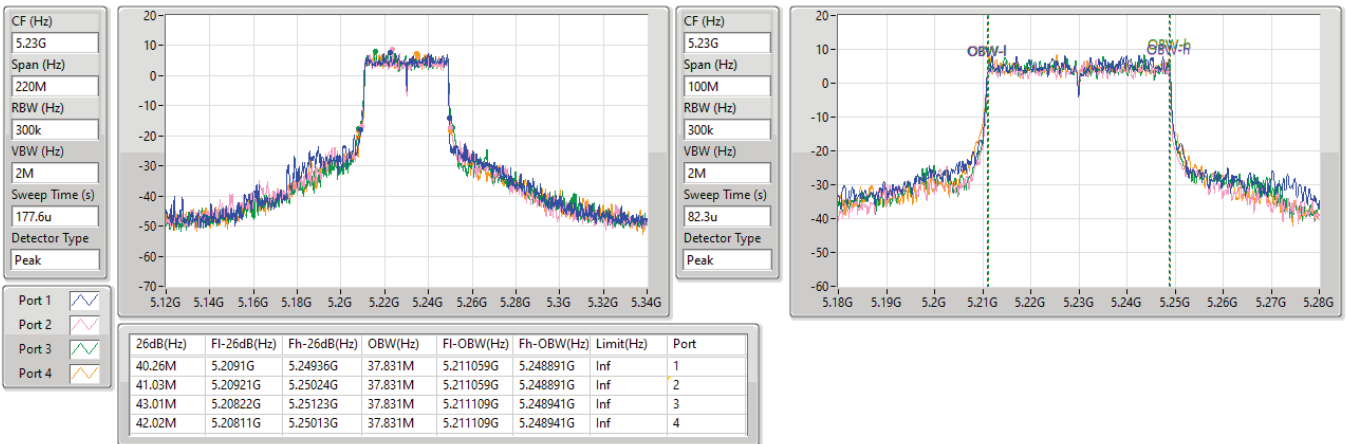 CF (Hz)
5.23G
Span (Hz)
220M
RBW (Hz)
300k
VBW (Hz)
2M
Sweep Time (s)
177.6u
Detector Type
Peak
20
10
0
-10
-20
-30
-40
-50
-60
-70
5.12G 5.14G 5.16G 5.18G 5.2G 5.22G 5.24G 5.26G 5.28G 5.3G 5.32G 5.34G
CF (Hz)
5.23G
Span (Hz)
100M
RBW (Hz)
300k
VBW (Hz)
2M
Sweep Time (s)
82.3u
Detector Type
Peak
20
10
0
-10
-20
-30
-40
-50
-60
OBW-l
OBW-h
OBW-h
5.18G 5.19G 5.2G 5.21G 5.22G 5.23G 5.24G 5.25G 5.26G 5.27G 5.28G
Port 1
Port 2
Port 3
Port 4
26dB(Hz) Fl-26dB(Hz) Fh-26dB(Hz) OBW(Hz) Fl-OBW(Hz) Fh-OBW(Hz) Limit(Hz) Port
40.26M 5.2091G 5.24936G 37.831M 5.211059G 5.248891G Inf 1
41.03M 5.20921G 5.25024G 37.831M 5.211059G 5.248891G Inf 2
43.01M 5.20822G 5.25123G 37.831M 5.211109G 5.248941G Inf 3
42.02M 5.20811G 5.25013G 37.831M 5.211109G 5.248941G Inf 4